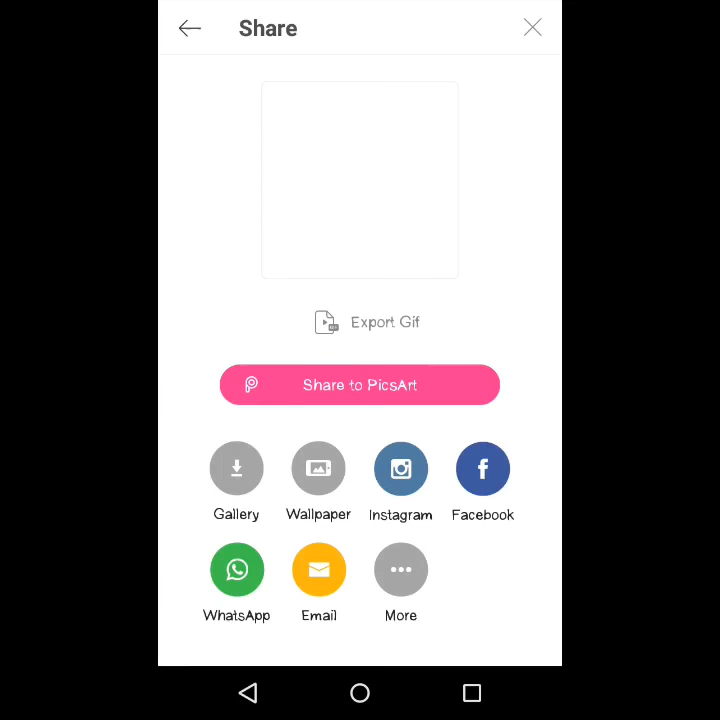 Share
Export Gif
Share to PicsArt
Gallery Wallpaper Instagram Facebook
WhatsApp Email More